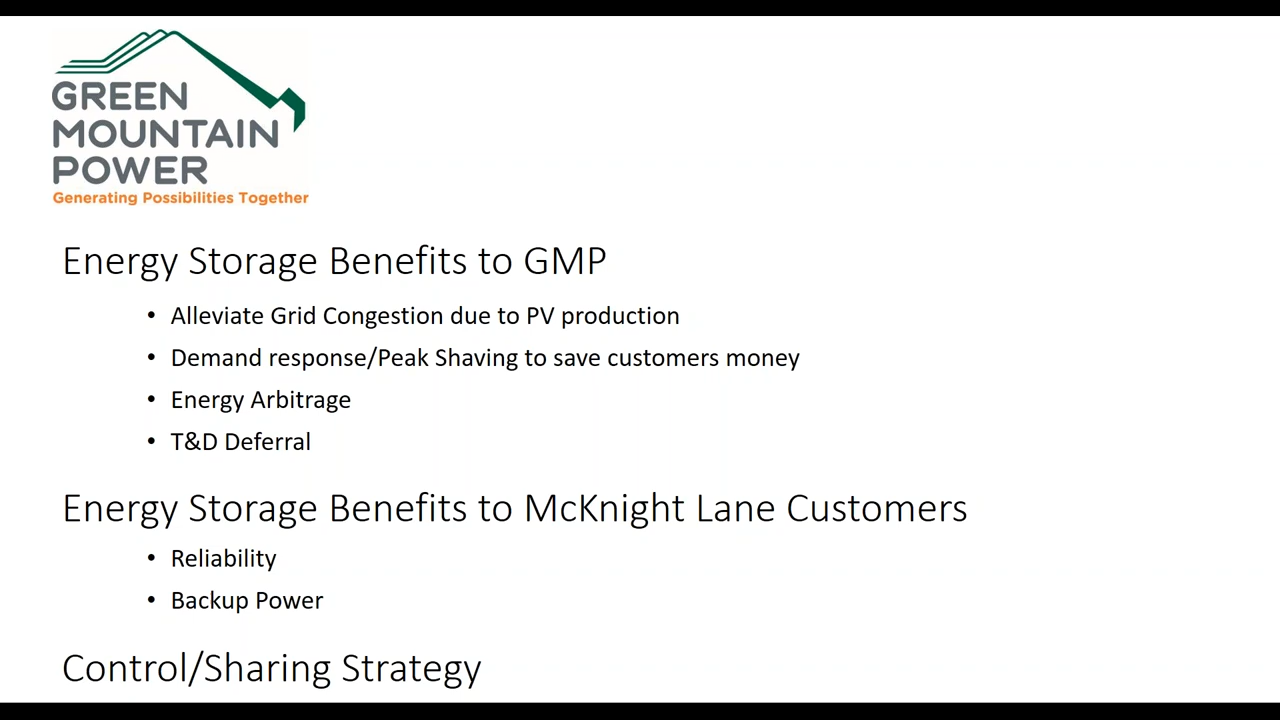 GREEN
MOUNTAIN
POWER
Generating Possibilities Together
Energy Storage Benefits to GMP
• Alleviate Grid Congestion due to PV production
• Demand response/Peak Shaving to save customers money
• Energy Arbitrage
• T&D Deferral
Energy Storage Benefits to McKnight Lane Customers
• Reliability
• Backup Power
Control/Sharing Strategy